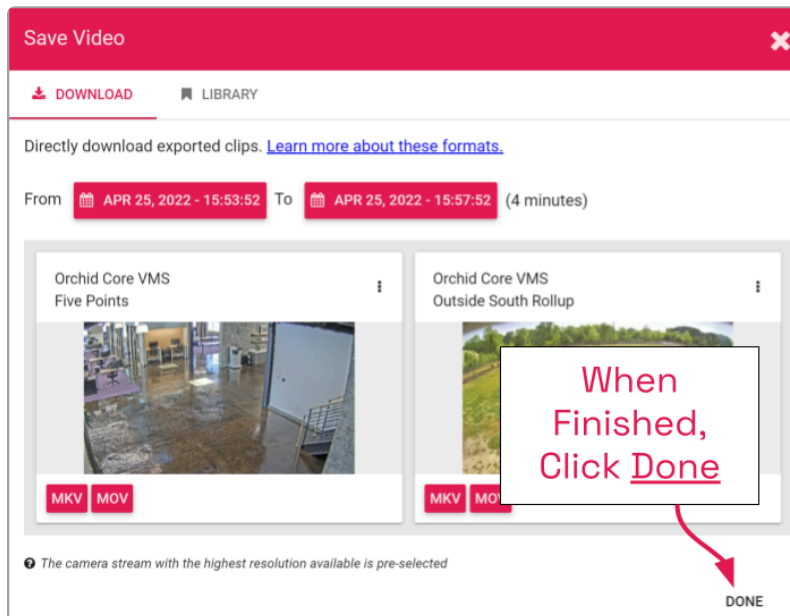 Save Video
DOWNLOAD
LIBRARY
Directly download exported clips. Learn more about these formats.
From APR 25, 2022 - 15:53:52 To APR 25, 2022 - 15:57:52 (4 minutes)
Orchid Core VMS
Five Points
MKV MOV
Orchid Core VMS
Outside South Rollup
MKV MOV
When
Finished,
Click Done
The camera stream with the highest resolution available is pre-selected
DONE